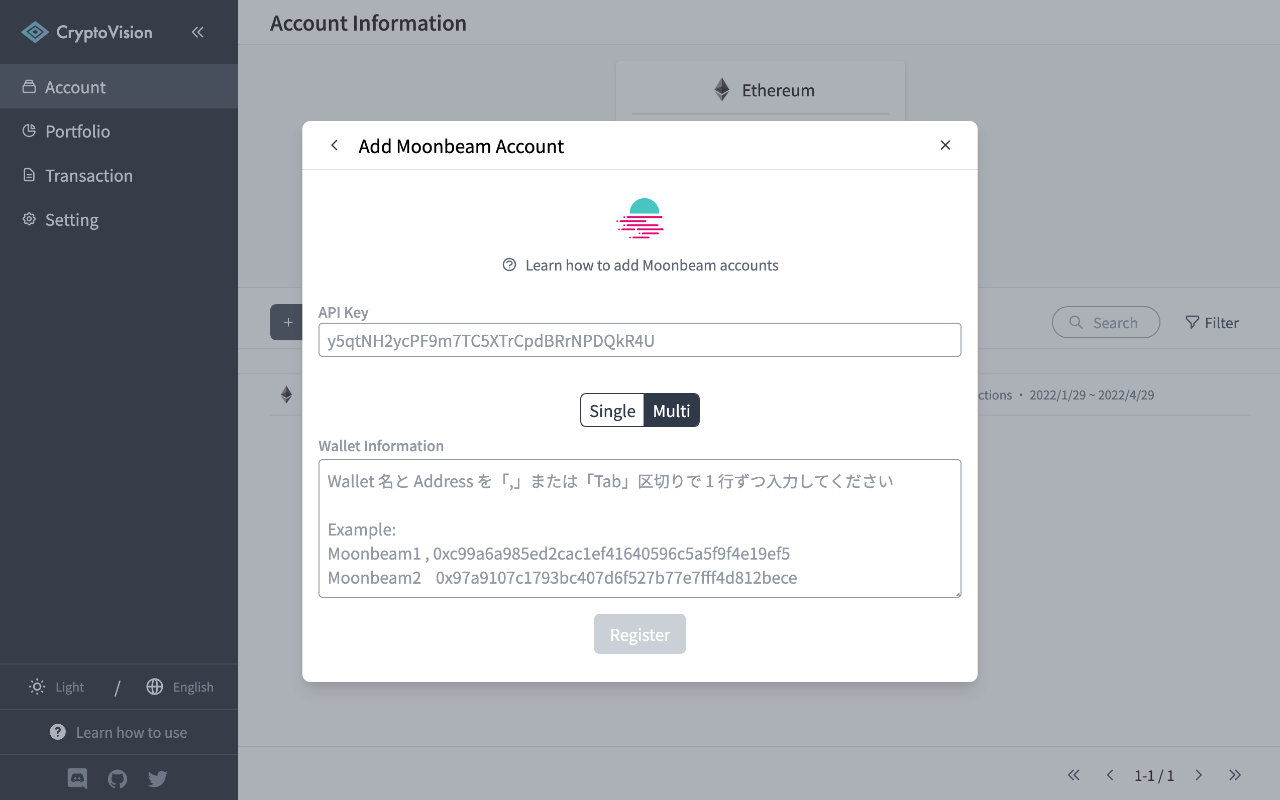 CryptoVision
Account Information
Account
Portfolio
Transaction
Setting
Ethereum
Add Moonbeam Account
Learn how to add Moonbeam accounts
API Key
y5qtNH2ycPF9m7TC5XTrCpdBRrNPDQkR4U
+
Search
Filter
ctions · 2022/1/29 ~ 2022/4/29
Single
Multi
Wallet Information
Wallet 名と Address を「,」または「Tab」区切りで 1 行ずつ入力してください
Example:
Moonbeam1 , 0xc99a6a985ed2cac1ef41640596c5a5f9f4e19ef5
Moonbeam2 0x97a9107c1793bc407d6f527b77e7fff4d812bece
Register
Light / English
Learn how to use
1-1 / 1